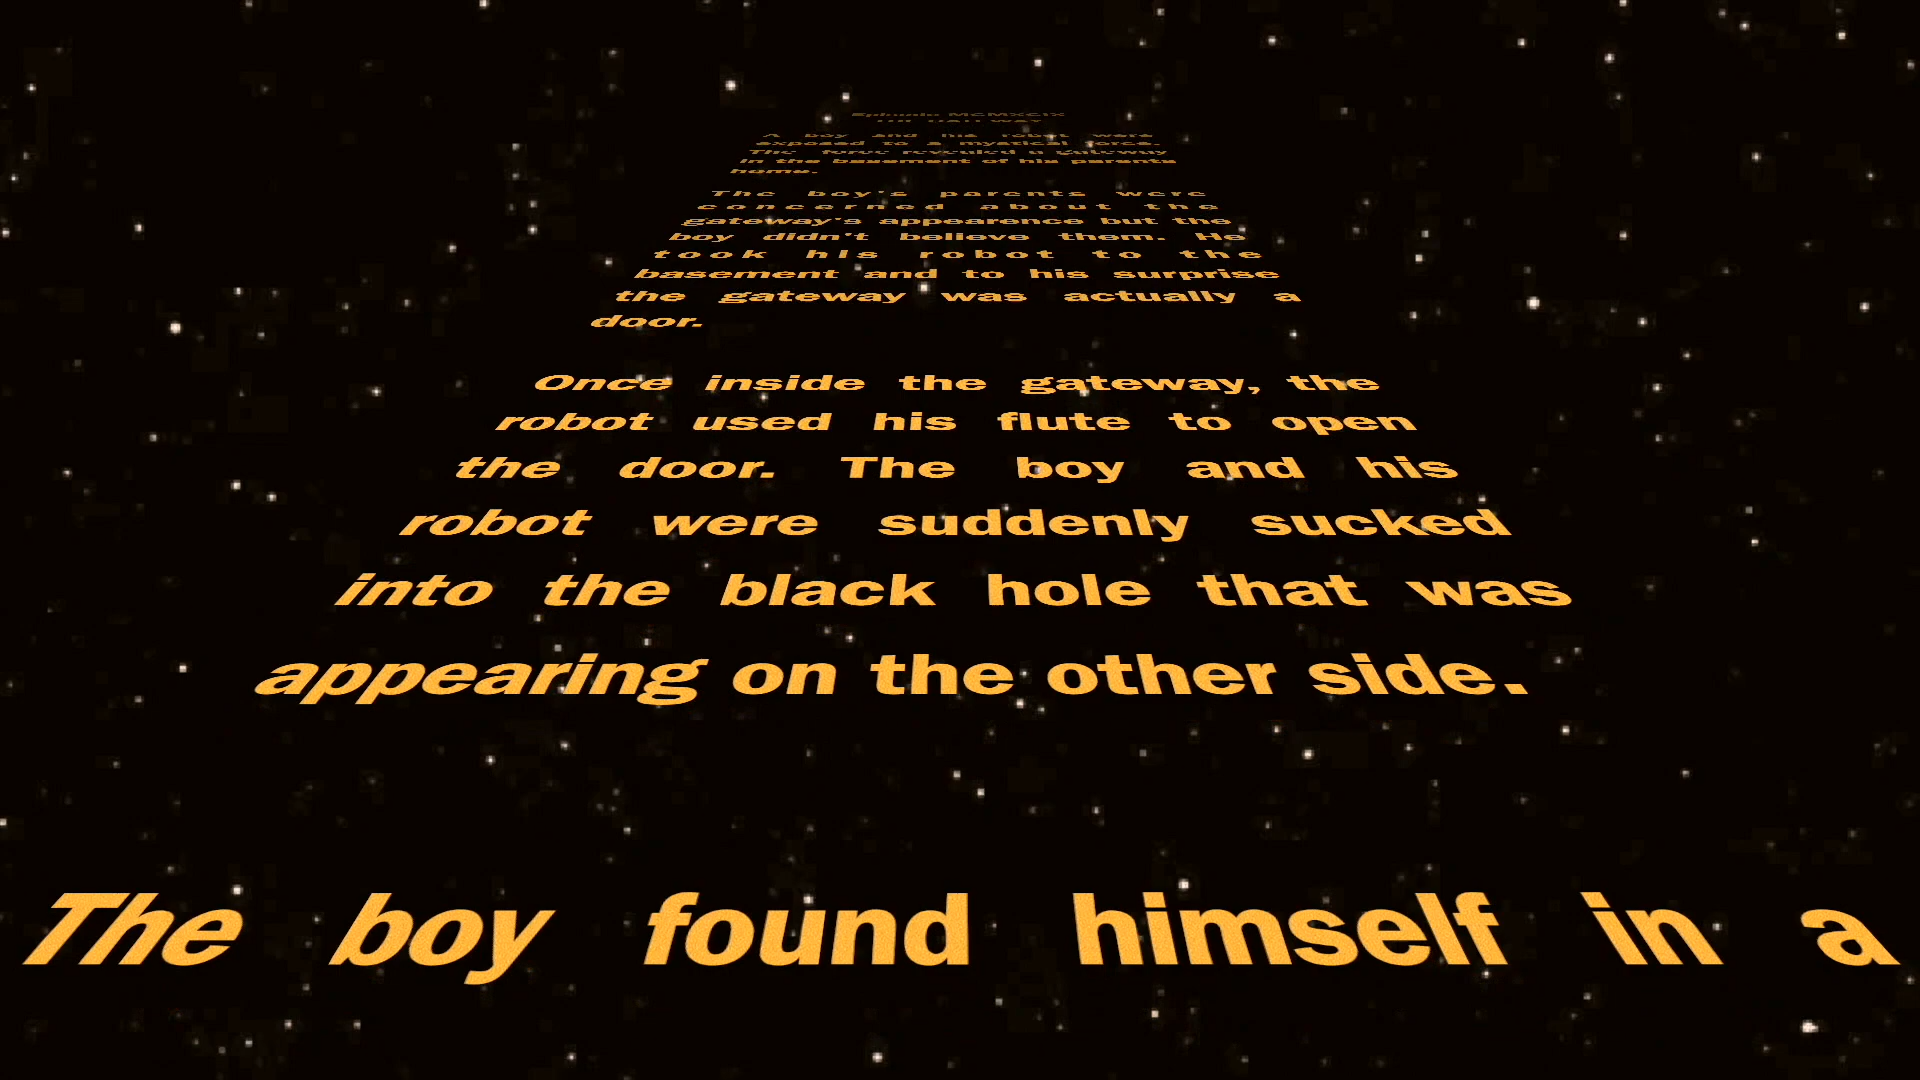 Episode MCMXCIX
A boy and his robot were
exposed to a mystical force.
The force revealed a gateway
in the basement of his parents
home.
The boy's parents were
concerned about the
gateway's appearence but the
boy didn't believe them. He
took his robot to the
basement and to his surprise
the gateway was actually a
door.
Once inside the gateway, the
robot used his flute to open
the door. The boy and his
robot were suddenly sucked
into the black hole that was
appearing on the other side.
The boy found himself in a